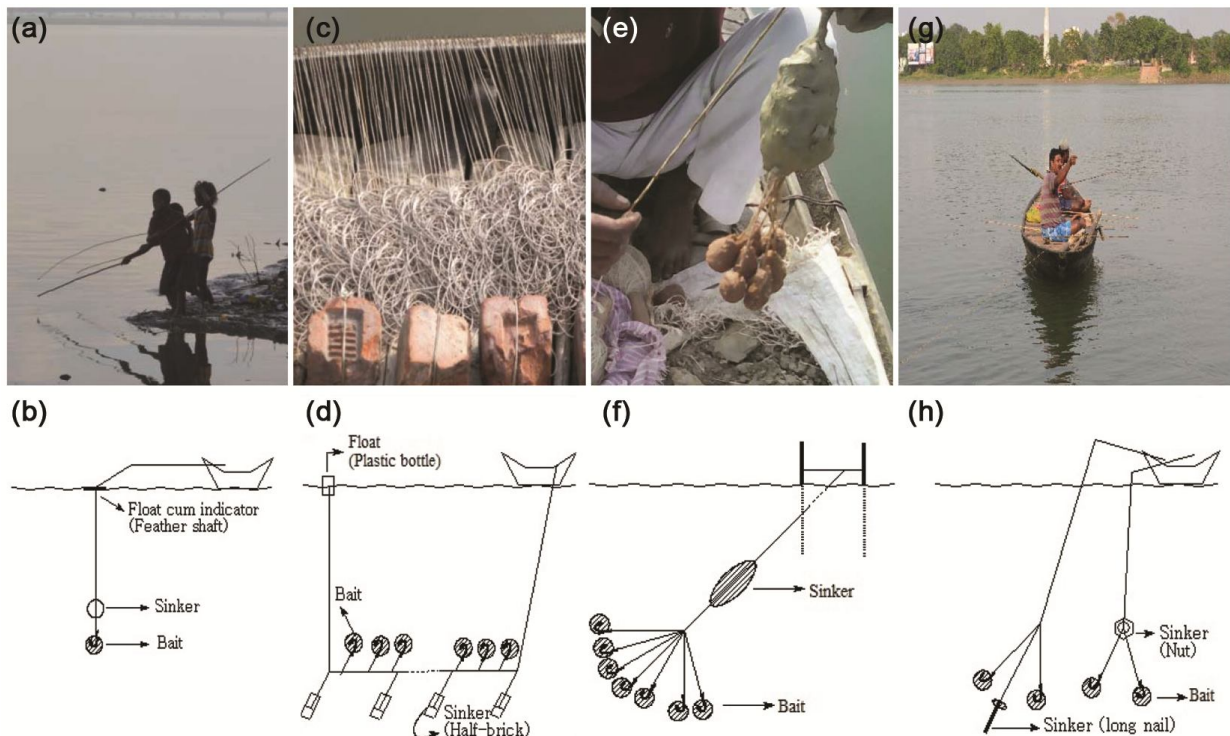 (a)
(c)
(e)
(g)
(b)
Float cum indicator
(Feather shaft)
Sinker
Bait
(d)
Float
(Plastic bottle)
Bait
Sinker
(Half-brick)
(f)
Sinker
Bait
(h)
Sinker
(Nut)
Bait
Sinker (long nail)